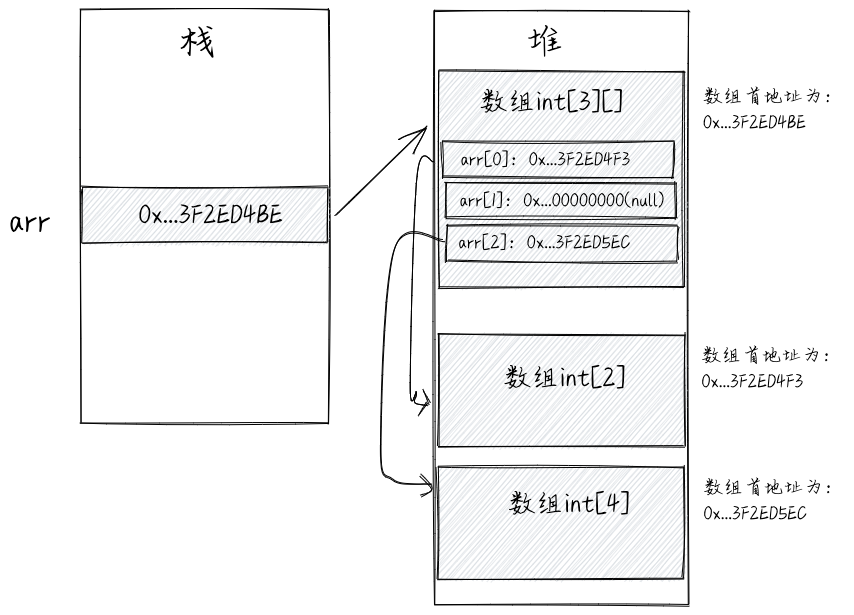 栈
arr
0x...3F2ED4BE
堆
数组int[3][]
arr[0]: 0x...3F2ED4F3
arr[1]: 0x...00000000(null)
arr[2]: 0x...3F2ED5EC
数组首地址为:
0x...3F2ED4BE
数组int[2]
数组首地址为:
0x...3F2ED4F3
数组int[4]
数组首地址为:
0x...3F2ED5EC